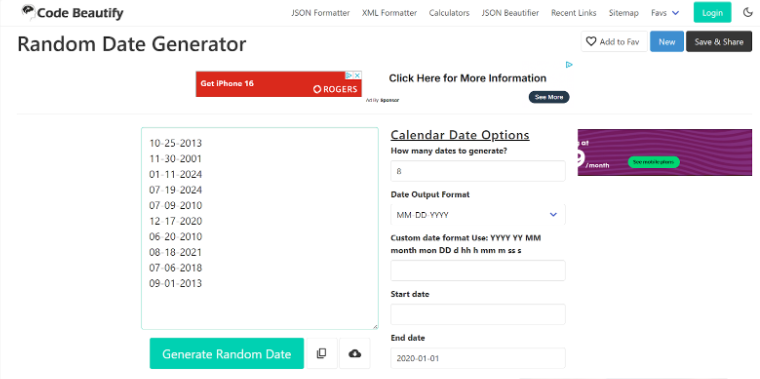 Code Beautify
JSON Formatter XML Formatter Calculators JSON Beautifier Recent Links Sitemap Favs Login
Random Date Generator
Add to Fav New Save & Share
Get iPhone 16
ROGERS
Click Here for More Information
Ad By Sponsor
See More
10-25-2013
11-30-2001
01-11-2024
07-19-2024
07-09-2010
12-17-2020
06-20-2010
08-18-2021
07-06-2018
09-01-2013
Generate Random Date
Calendar Date Options
How many dates to generate?
8
Date Output Format
MM-DD-YYYY
Custom date format Use: YYYY YY MM
month mon DD d hh h mm m ss s
Start date
End date
2020-01-01
g at
9 /month
See mobile plans